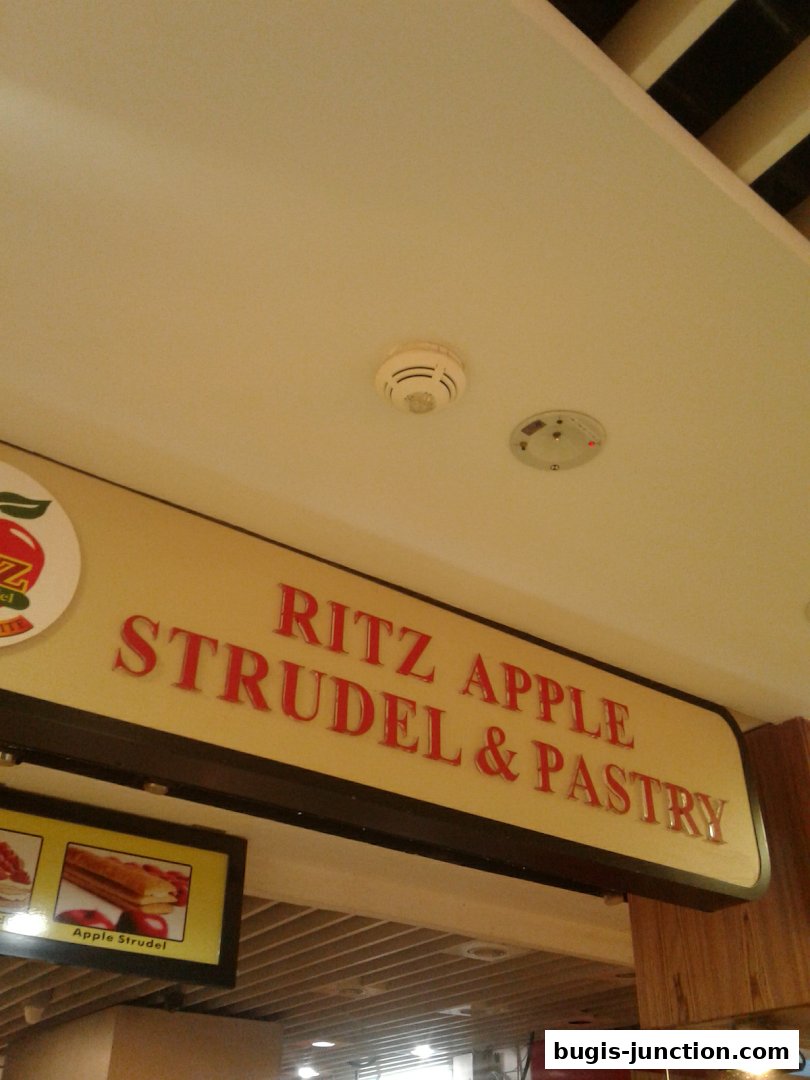 RITZ APPLE
STRUDEL & PASTRY
Apple Strudel
bugis-junction.com